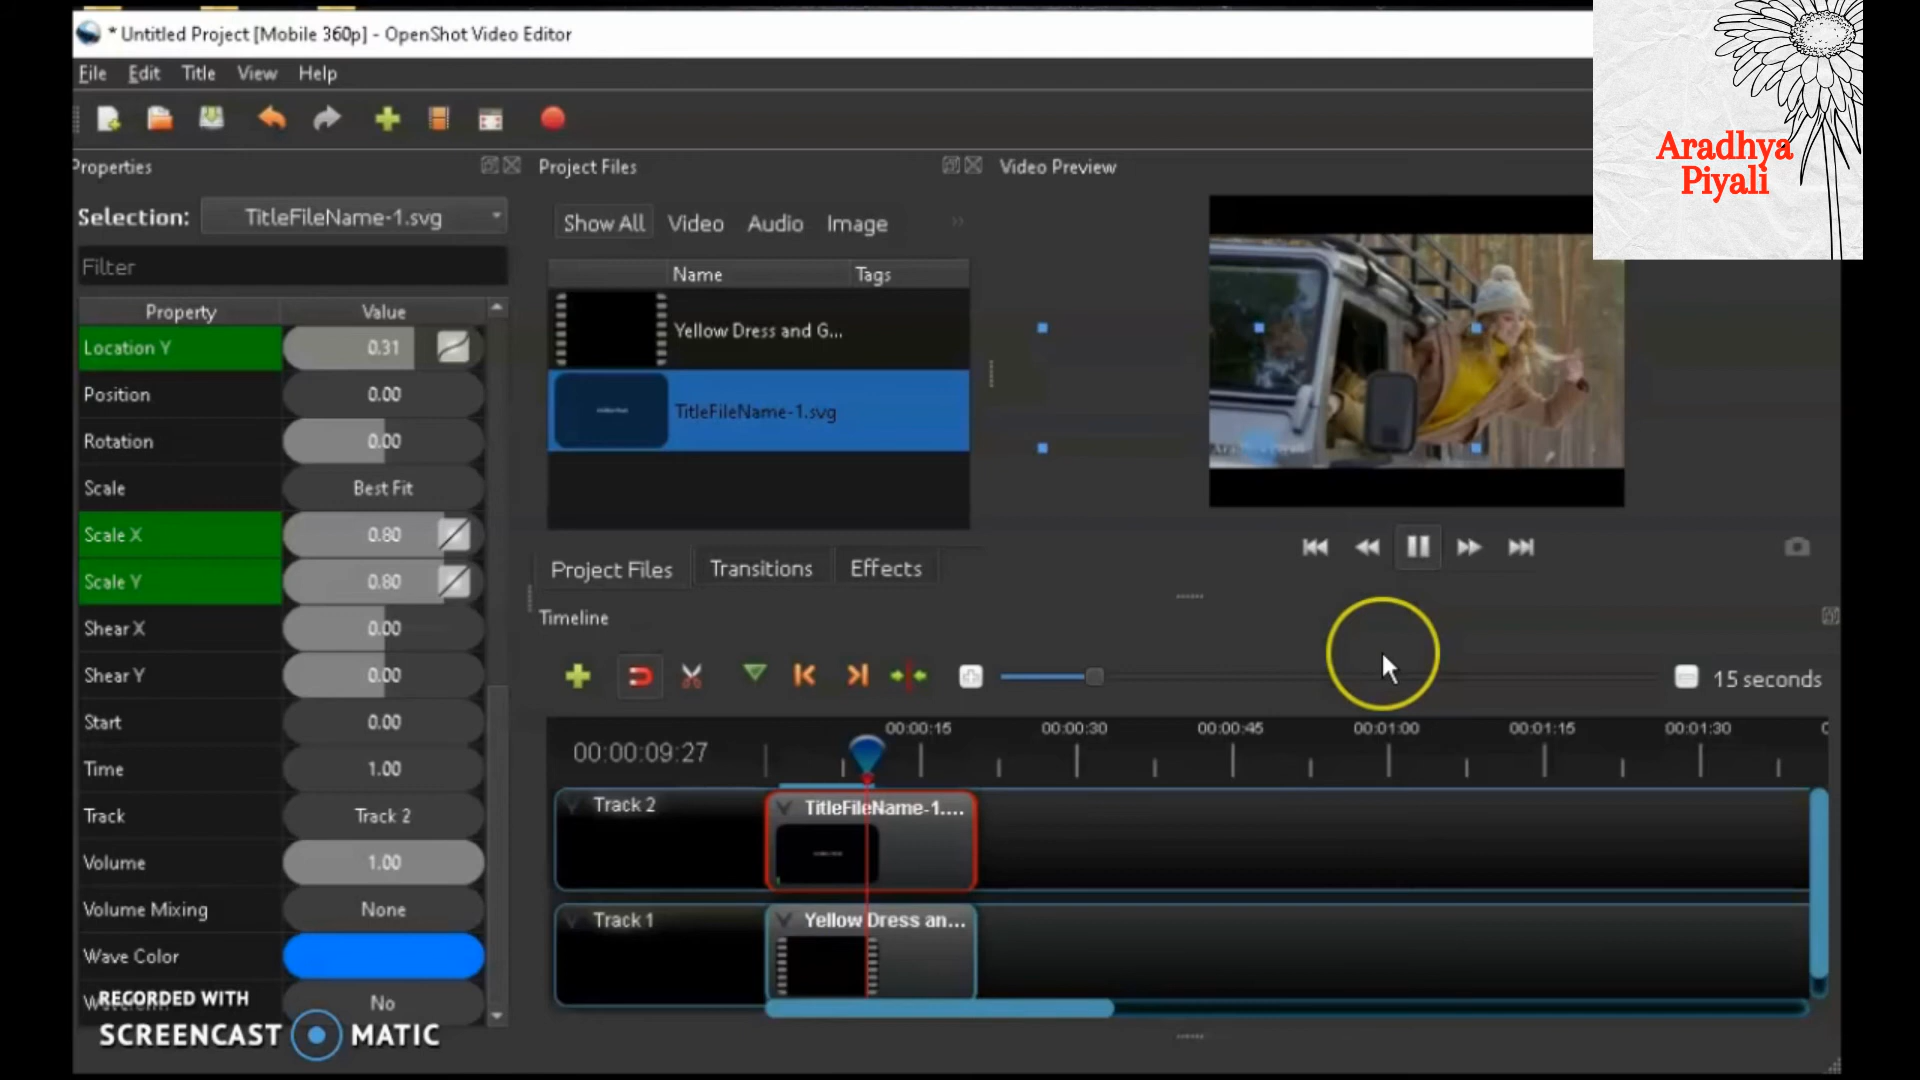 * Untitled Project [Mobile 360p] - OpenShot Video Editor
File Edit Title View Help
Aradhya
Piyali
Properties
Project Files
Video Preview
Selection: TitleFileName-1.svg
Filter
Property Value
Location Y 0.31
Position 0.00
Rotation 0.00
Scale Best Fit
Scale X 0.80
Scale Y 0.80
Shear X 0.00
Shear Y 0.00
Start 0.00
Time 1.00
Track Track 2
Volume 1.00
Volume Mixing None
Wave Color
No
Show All Video Audio Image
Name Tags
Yellow Dress and G...
TitleFileName-1.svg
Project Files Transitions Effects
Timeline
15 seconds
00:00:09:27
00:00:15 00:00:30 00:00:45 00:01:00 00:01:15 00:01:30
Track 2
TitleFileName-1....
Track 1
Yellow Dress an...
RECORDED WITH
SCREENCAST MATIC